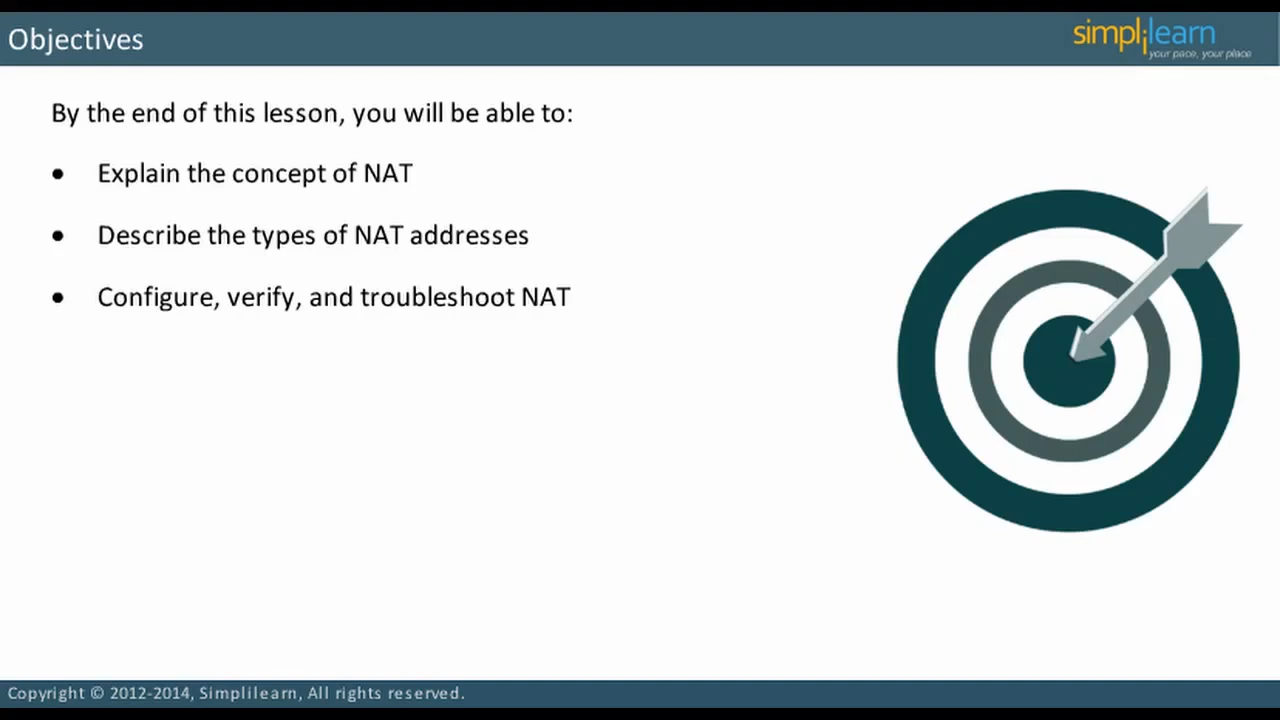 Objectives
simplilearn
your pace, your place
By the end of this lesson, you will be able to:
• Explain the concept of NAT
• Describe the types of NAT addresses
• Configure, verify, and troubleshoot NAT
Copyright © 2012-2014, Simplilearn, All rights reserved.